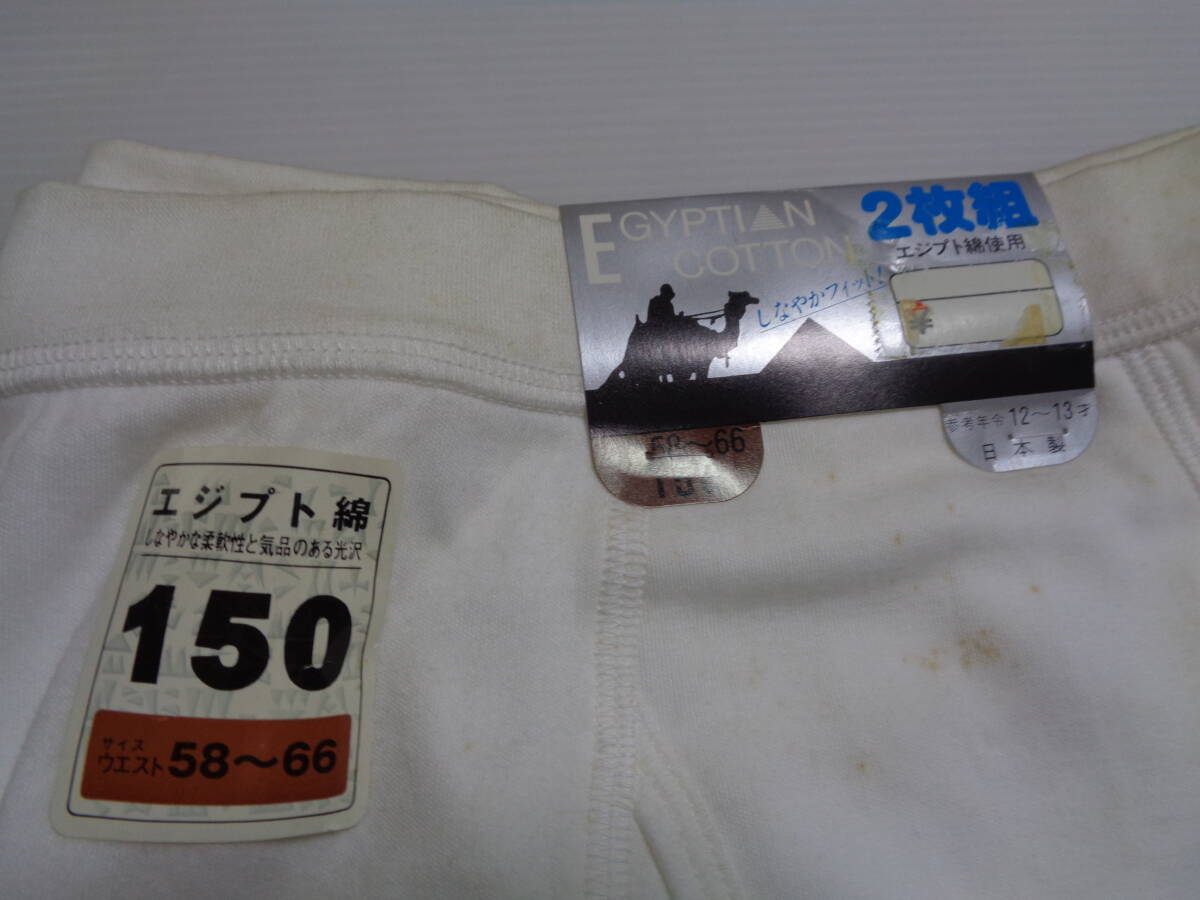 EGYPTIAN
COTTON
2枚組
エジプト綿使用
しなやかフィット!
58〜66
150
参考年令 12〜13才
日本製
エジプト綿
しなやかな柔軟性と気品のある光沢
150
サイズ
ウエスト 58〜66